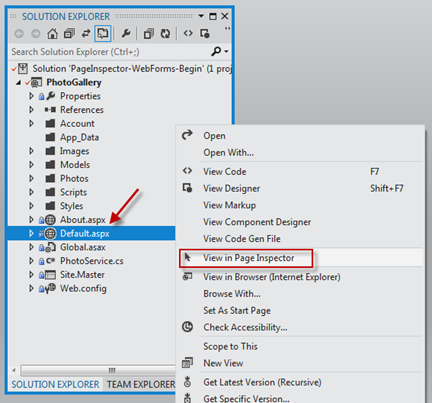 SOLUTION EXPLORER
Search Solution Explorer (Ctrl+;)
Solution 'PageInspector-WebForms-Begin' (1 proj
PhotoGallery
Properties
References
Account
App_Data
Images
Models
Photos
Scripts
Styles
About.aspx
Default.aspx
Global.asax
PhotoService.cs
Site.Master
Web.config
SOLUTION EXPLORER TEAM EXPLORER
Open
Open With...
View Code F7
View Designer Shift+F7
View Markup
View Component Designer
View Code Gen File
View in Page Inspector
View in Browser (Internet Explorer)
Browse With...
Set As Start Page
Check Accessibility...
Scope to This
New View
Get Latest Version (Recursive)
Get Specific Version...